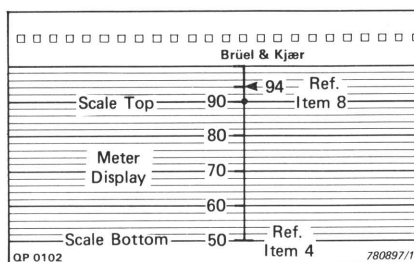 Brüel & Kjær
94 Ref.
Scale Top 90 Item 8
80
Meter
Display 70
60
Ref.
Scale Bottom 50 Item 4
QP 0102 780897/1